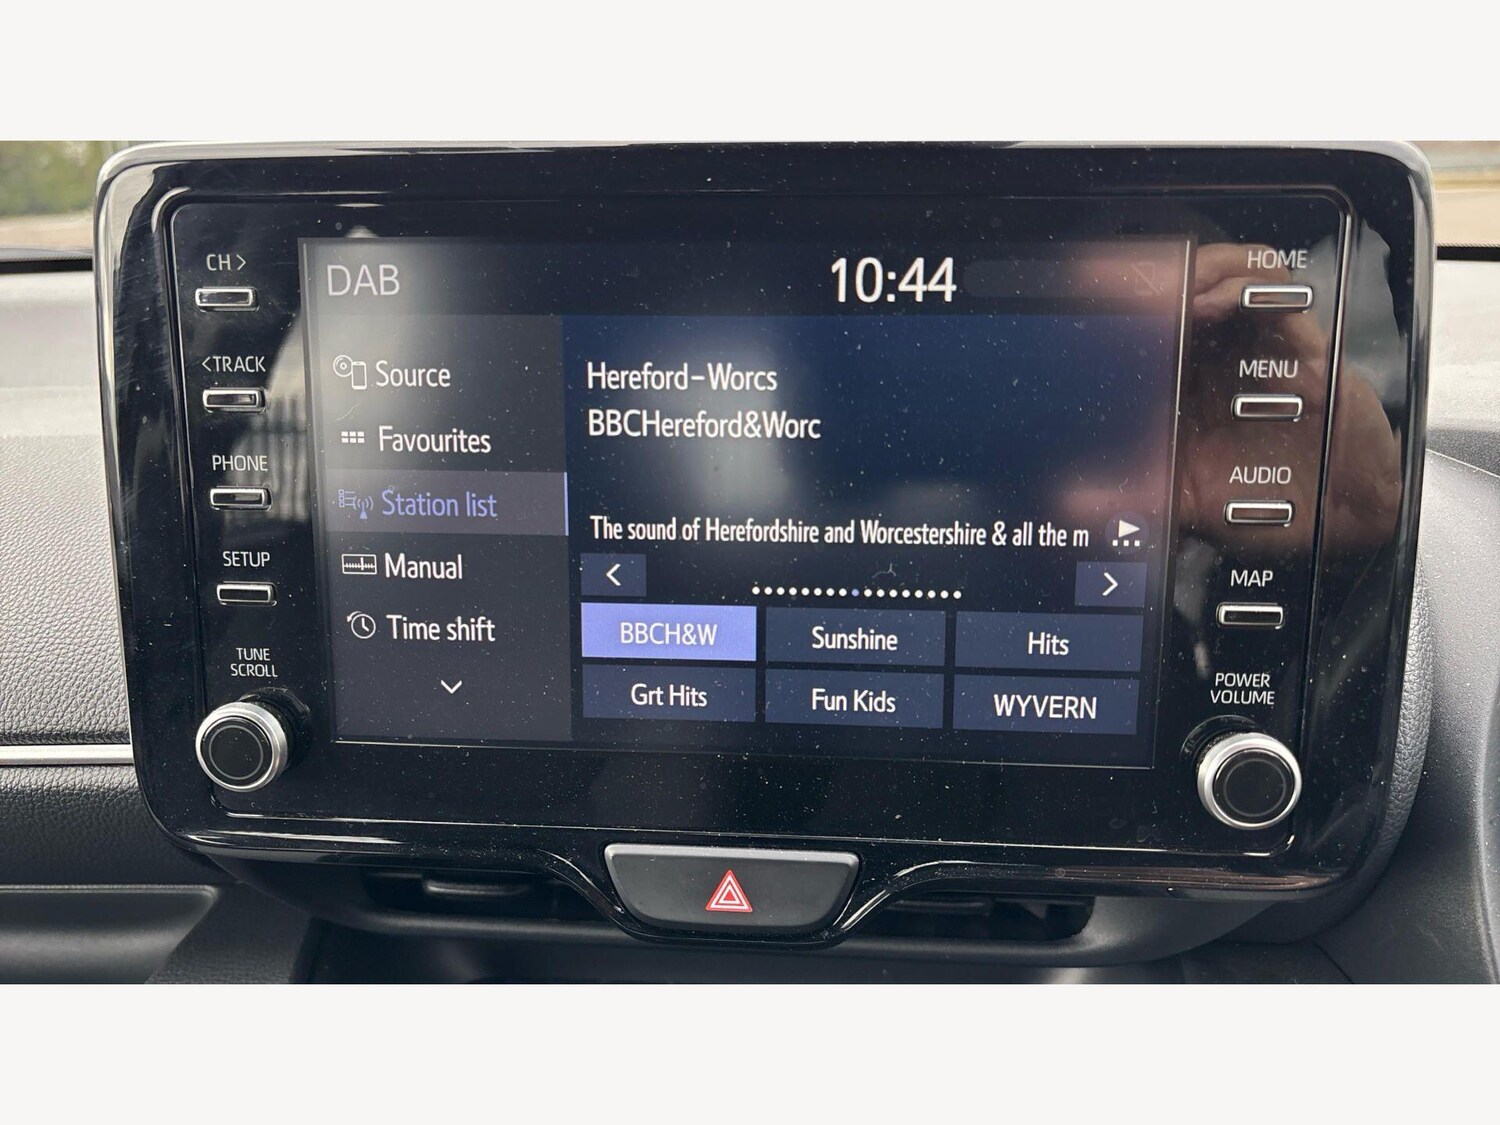 CH>
<TRACK
PHONE
SETUP
TUNE
SCROLL
DAB
10:44
Source
Favourites
Station list
Manual
Time shift
Hereford-Worcs
BBCHereford&Worc
The sound of Herefordshire and Worcestershire & all the m
BBCH&W
Sunshine
Hits
Grt Hits
Fun Kids
WYVERN
HOME
MENU
AUDIO
MAP
POWER
VOLUME